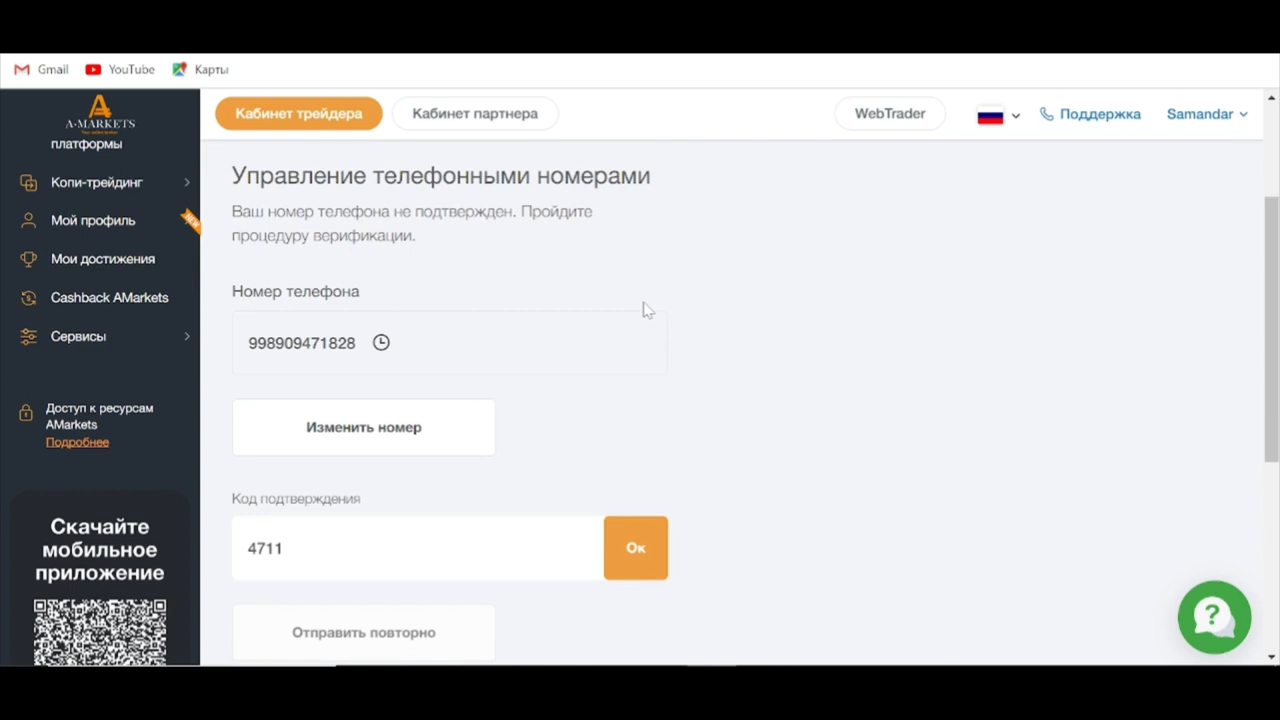 Gmail YouTube Карты
A·MARKETS
платформы
Копи-трейдинг
Мой профиль
NEW
Мои достижения
Cashback AMarkets
Сервисы
Доступ к ресурсам
AMarkets
Подробнее
Скачайте
мобильное
приложение
Кабинет трейдера Кабинет партнера WebTrader Поддержка Samandar
Управление телефонными номерами
Ваш номер телефона не подтвержден. Пройдите
процедуру верификации.
Номер телефона
998909471828
Изменить номер
Код подтверждения
4711 Ок
Отправить повторно